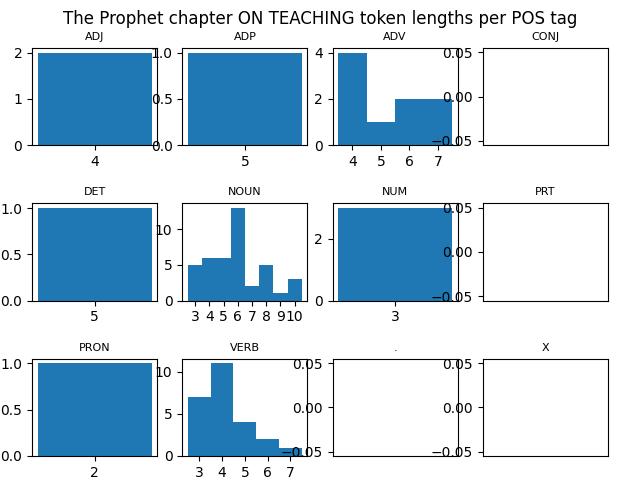 The Prophet chapter ON TEACHING token lengths per POS tag
ADJ ADP ADV CONJ
2 1.0 4 0.05
1 0.5 2 0.00
0 0.0 0 −0.05
4 5 4 5 6 7
DET NOUN NUM PRT
1.0 10 2 0.05
0.5 5 0.00
0.0 0 0 −0.05
5 3 4 5 6 7 8 9 10 3
PRON VERB . X
1.0 10 0.05 0.05
0.5 5 0.00 0.00
0.0 0 −0.05 −0.05
2 3 4 5 6 7